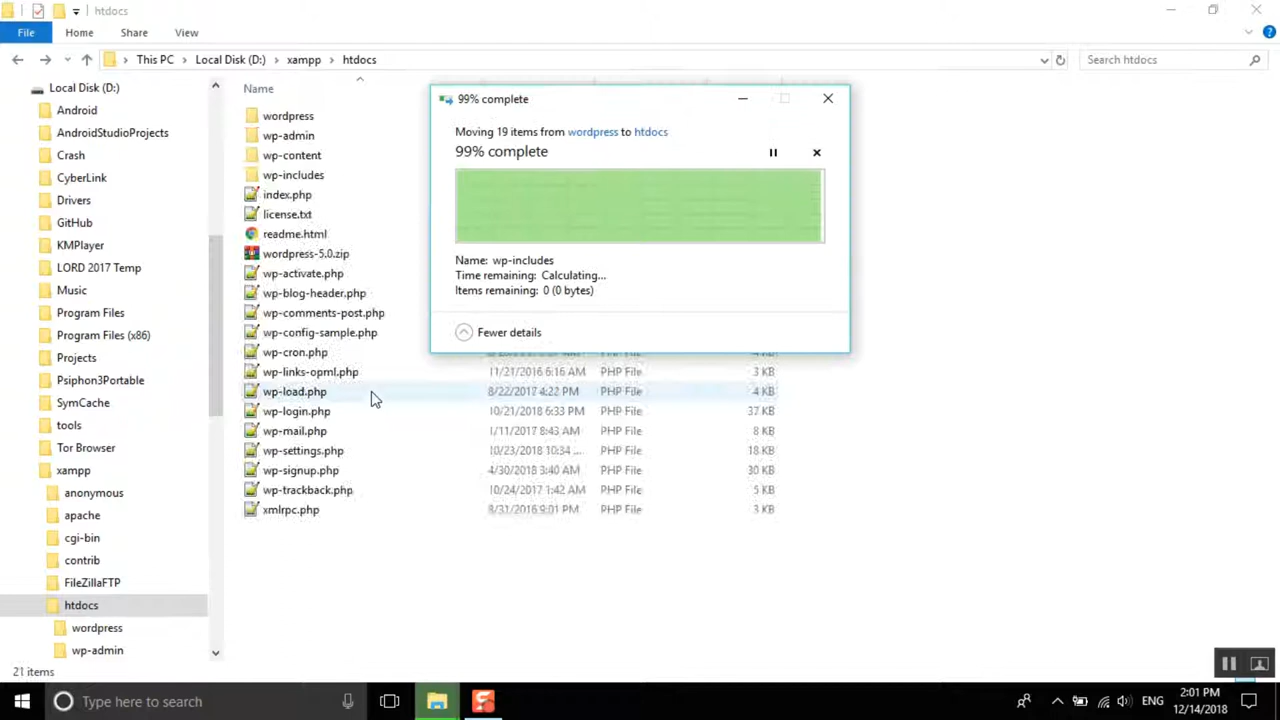 htdocs
File Home Share View
This PC > Local Disk (D:) > xampp > htdocs
Search htdocs
Local Disk (D:)
Android
AndroidStudioProjects
Crash
CyberLink
Drivers
GitHub
KMPlayer
LORD 2017 Temp
Music
Program Files
Program Files (x86)
Projects
Psiphon3Portable
SymCache
tools
Tor Browser
xampp
anonymous
apache
cgi-bin
contrib
FileZillaFTP
htdocs
wordpress
wp-admin
21 items
Name
wordpress
wp-admin
wp-content
wp-includes
index.php
license.txt
readme.html
wordpress-5.0.zip
wp-activate.php
wp-blog-header.php
wp-comments-post.php
wp-config-sample.php
wp-cron.php
wp-links-opml.php 11/21/2016 6:16 AM PHP File 3 KB
wp-load.php 8/22/2017 4:22 PM PHP File 4 KB
wp-login.php 10/21/2018 6:33 PM PHP File 37 KB
wp-mail.php 1/11/2017 8:43 AM PHP File 8 KB
wp-settings.php 10/23/2018 10:34 ... PHP File 18 KB
wp-signup.php 4/30/2018 3:40 AM PHP File 30 KB
wp-trackback.php 10/24/2017 1:42 AM PHP File 5 KB
xmlrpc.php 8/31/2016 9:01 PM PHP File 3 KB
99% complete
Moving 19 items from wordpress to htdocs
99% complete
Name: wp-includes
Time remaining: Calculating...
Items remaining: 0 (0 bytes)
Fewer details
Type here to search
ENG
2:01 PM
12/14/2018